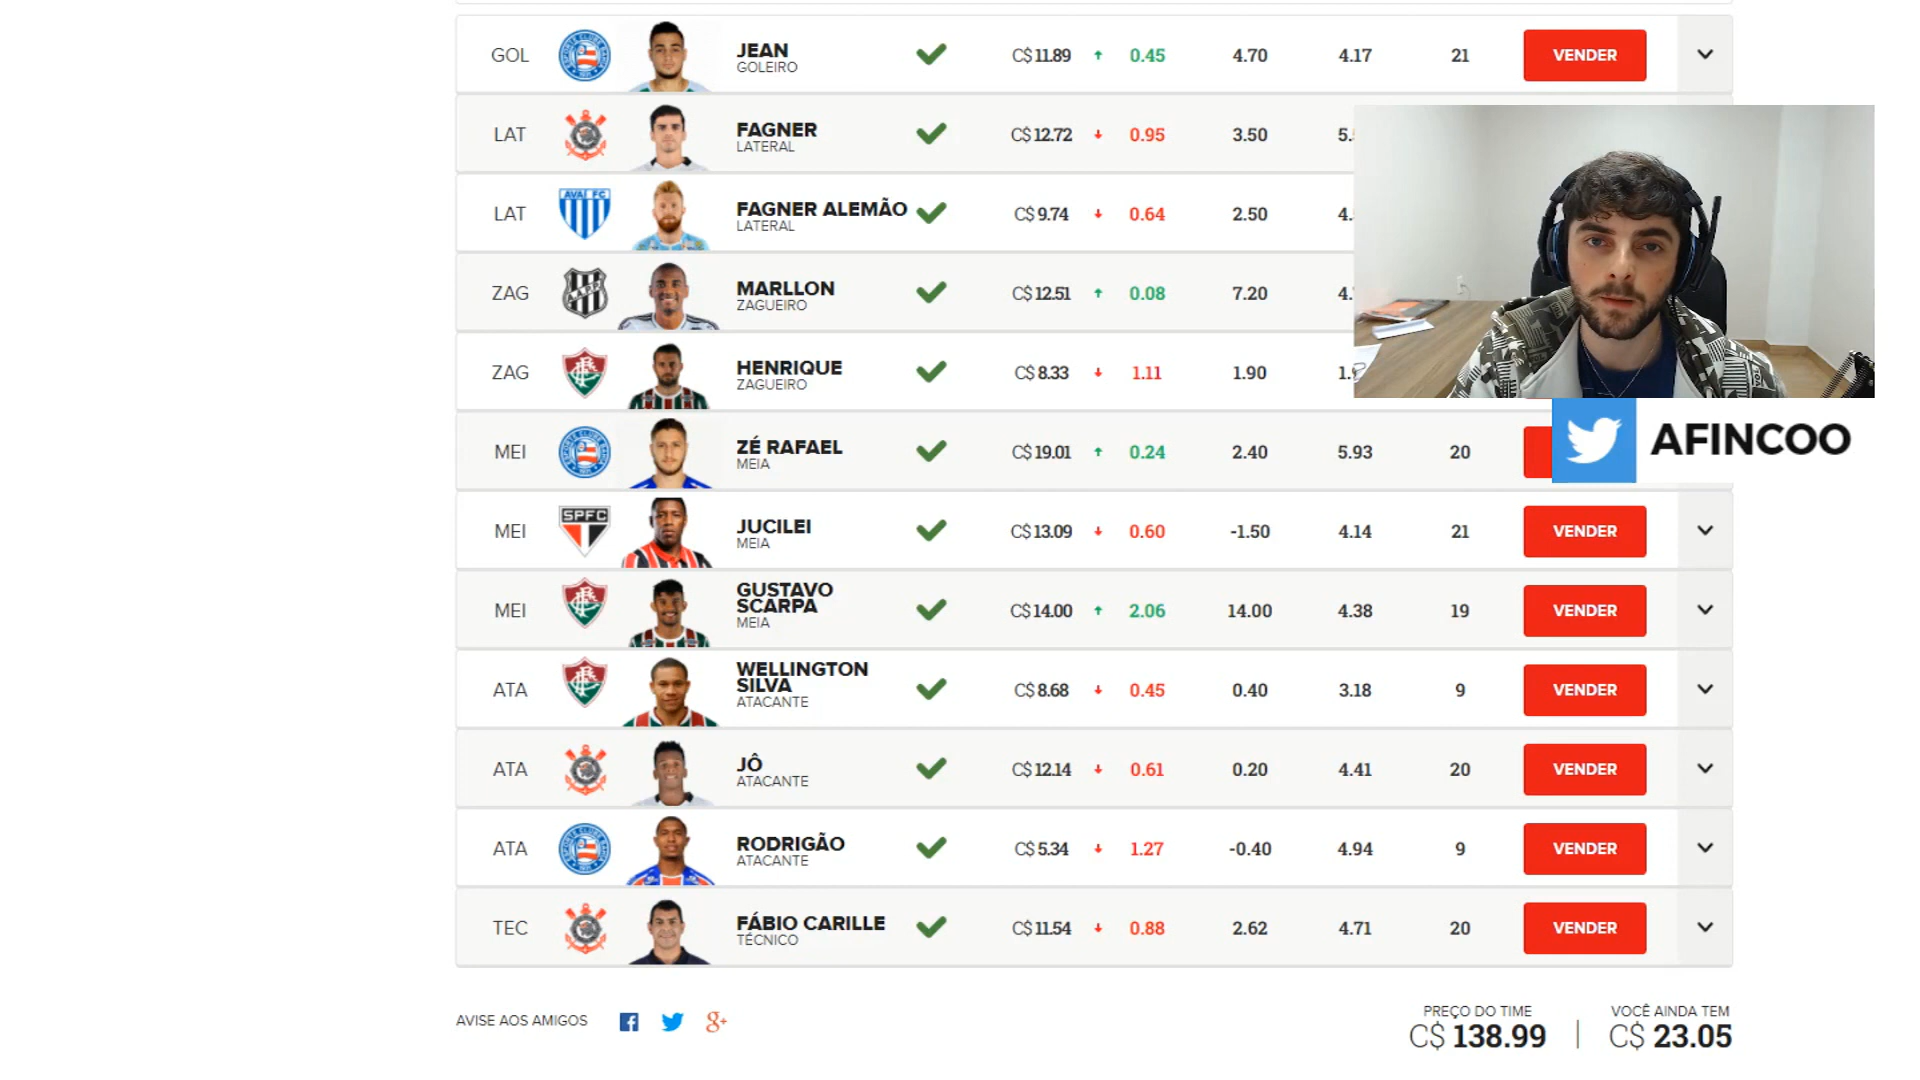 GOL JEAN GOLEIRO C$ 11.89 0.45 4.70 4.17 21 VENDER
LAT FAGNER LATERAL C$ 12.72 0.95 3.50 5.
AVAÍ FC
LAT FAGNER ALEMÃO LATERAL C$ 9.74 0.64 2.50 4.
ZAG MARLLON ZAGUEIRO C$ 12.51 0.08 7.20 4.
ZAG HENRIQUE ZAGUEIRO C$ 8.33 1.11 1.90 1.
MEI ZÉ RAFAEL MEIA C$ 19.01 0.24 2.40 5.93 20
AFINCOO
SPFC
MEI JUCILEI MEIA C$ 13.09 0.60 -1.50 4.14 21 VENDER
MEI GUSTAVO SCARPA MEIA C$ 14.00 2.06 14.00 4.38 19 VENDER
ATA WELLINGTON SILVA ATACANTE C$ 8.68 0.45 0.40 3.18 9 VENDER
ATA JÔ ATACANTE C$ 12.14 0.61 0.20 4.41 20 VENDER
ATA RODRIGÃO ATACANTE C$ 5.34 1.27 -0.40 4.94 9 VENDER
TEC FÁBIO CARILLE TÉCNICO C$ 11.54 0.88 2.62 4.71 20 VENDER
AVISE AOS AMIGOS
PREÇO DO TIME
C$ 138.99
VOCÊ AINDA TEM
C$ 23.05